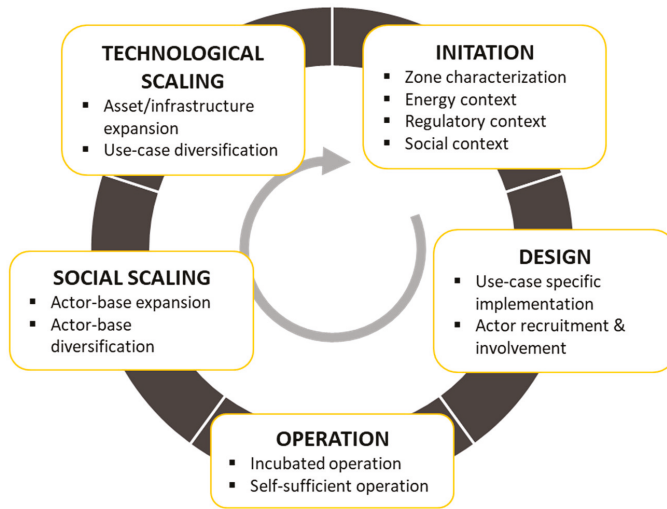 TECHNOLOGICAL
SCALING
▪ Asset/infrastructure
expansion
▪ Use-case diversification
INITATION
▪ Zone characterization
▪ Energy context
▪ Regulatory context
▪ Social context
DESIGN
▪ Use-case specific
implementation
▪ Actor recruitment &
involvement
SOCIAL SCALING
▪ Actor-base expansion
▪ Actor-base
diversification
OPERATION
▪ Incubated operation
▪ Self-sufficient operation